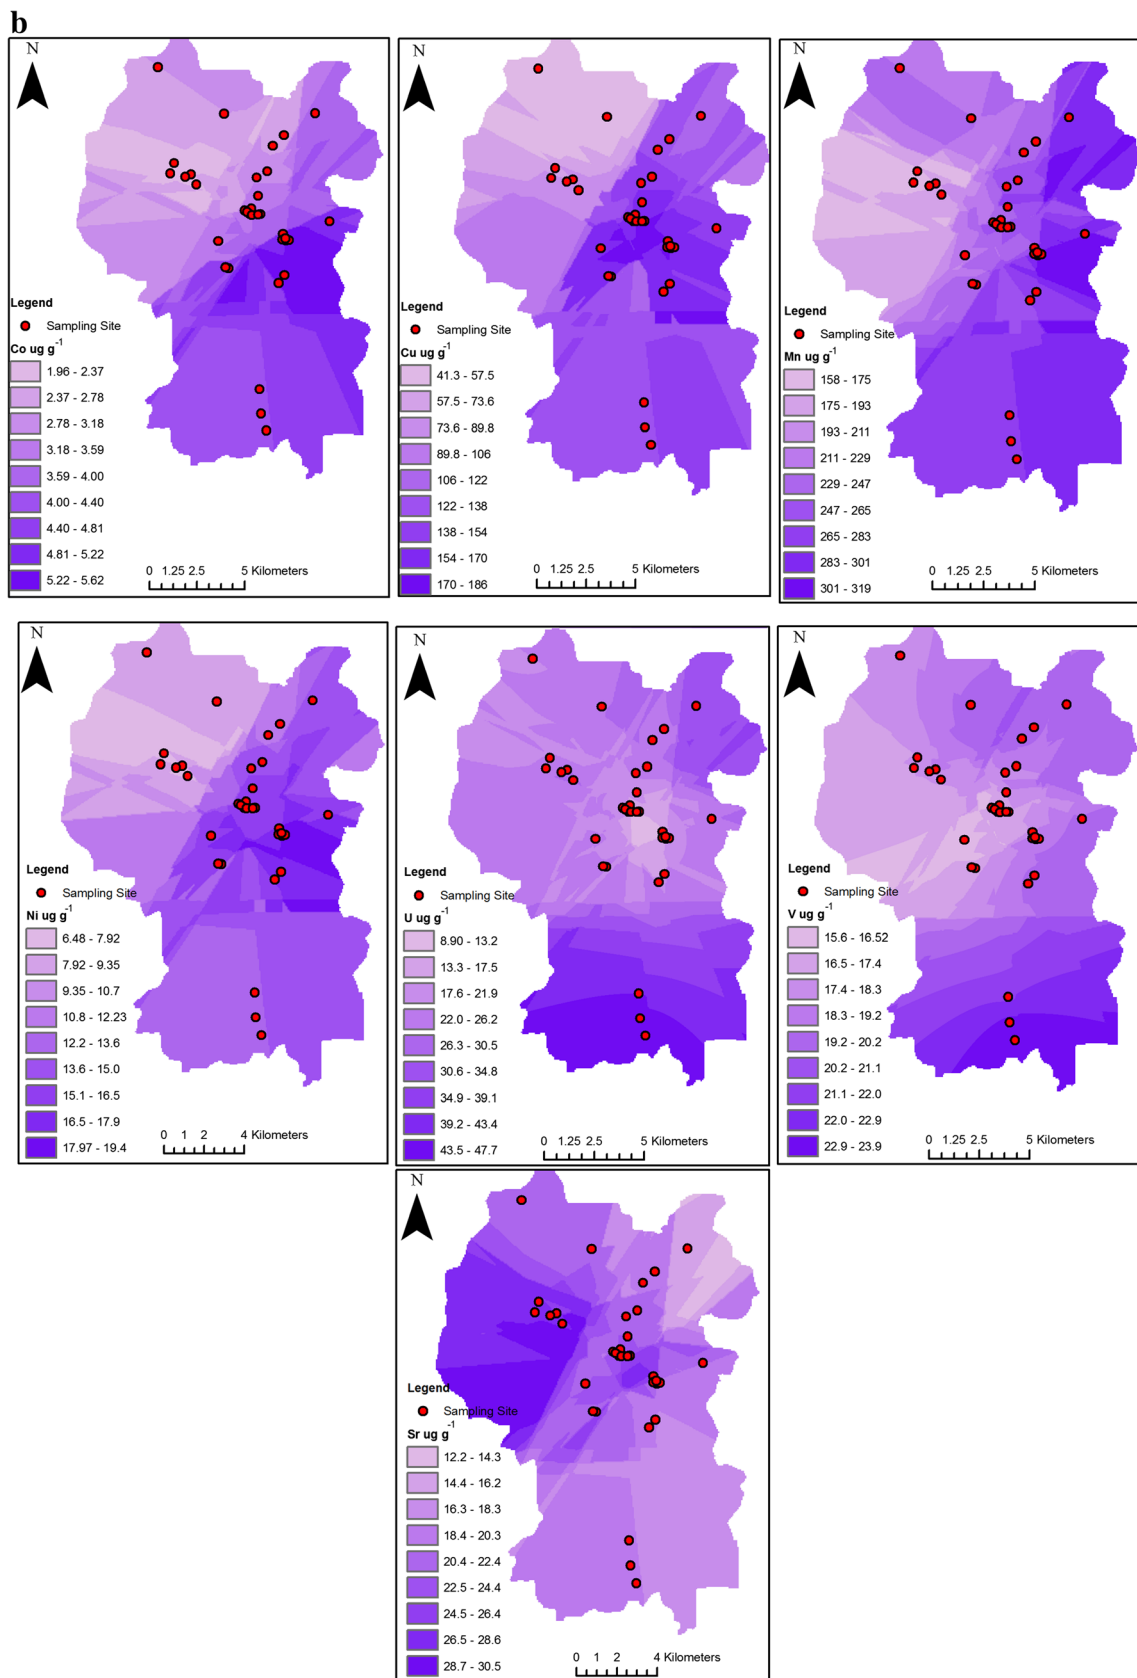 b
N
Legend
Sampling Site
Co ug g-1
1.96 - 2.37
2.37 - 2.78
2.78 - 3.18
3.18 - 3.59
3.59 - 4.00
4.00 - 4.40
4.40 - 4.81
4.81 - 5.22
5.22 - 5.62
0 1.25 2.5 5 Kilometers
N
Legend
Sampling Site
Cu ug g-1
41.3 - 57.5
57.5 - 73.6
73.6 - 89.8
89.8 - 106
106 - 122
122 - 138
138 - 154
154 - 170
170 - 186
0 1.25 2.5 5 Kilometers
N
Legend
Sampling Site
Mn ug g-1
158 - 175
175 - 193
193 - 211
211 - 229
229 - 247
247 - 265
265 - 283
283 - 301
301 - 319
0 1.25 2.5 5 Kilometers
N
Legend
Sampling Site
Ni ug g-1
6.48 - 7.92
7.92 - 9.35
9.35 - 10.7
10.8 - 12.23
12.2 - 13.6
13.6 - 15.0
15.1 - 16.5
16.5 - 17.9
17.97 - 19.4
0 1 2 4 Kilometers
N
Legend
Sampling Site
U ug g-1
8.90 - 13.2
13.3 - 17.5
17.6 - 21.9
22.0 - 26.2
26.3 - 30.5
30.6 - 34.8
34.9 - 39.1
39.2 - 43.4
43.5 - 47.7
0 1.25 2.5 5 Kilometers
N
Legend
Sampling Site
V ug g-1
15.6 - 16.52
16.5 - 17.4
17.4 - 18.3
18.3 - 19.2
19.2 - 20.2
20.2 - 21.1
21.1 - 22.0
22.0 - 22.9
22.9 - 23.9
0 1.25 2.5 5 Kilometers
N
Legend
Sampling Site
Sr ug g-1
12.2 - 14.3
14.4 - 16.2
16.3 - 18.3
18.4 - 20.3
20.4 - 22.4
22.5 - 24.4
24.5 - 26.4
26.5 - 28.6
28.7 - 30.5
0 1 2 4 Kilometers